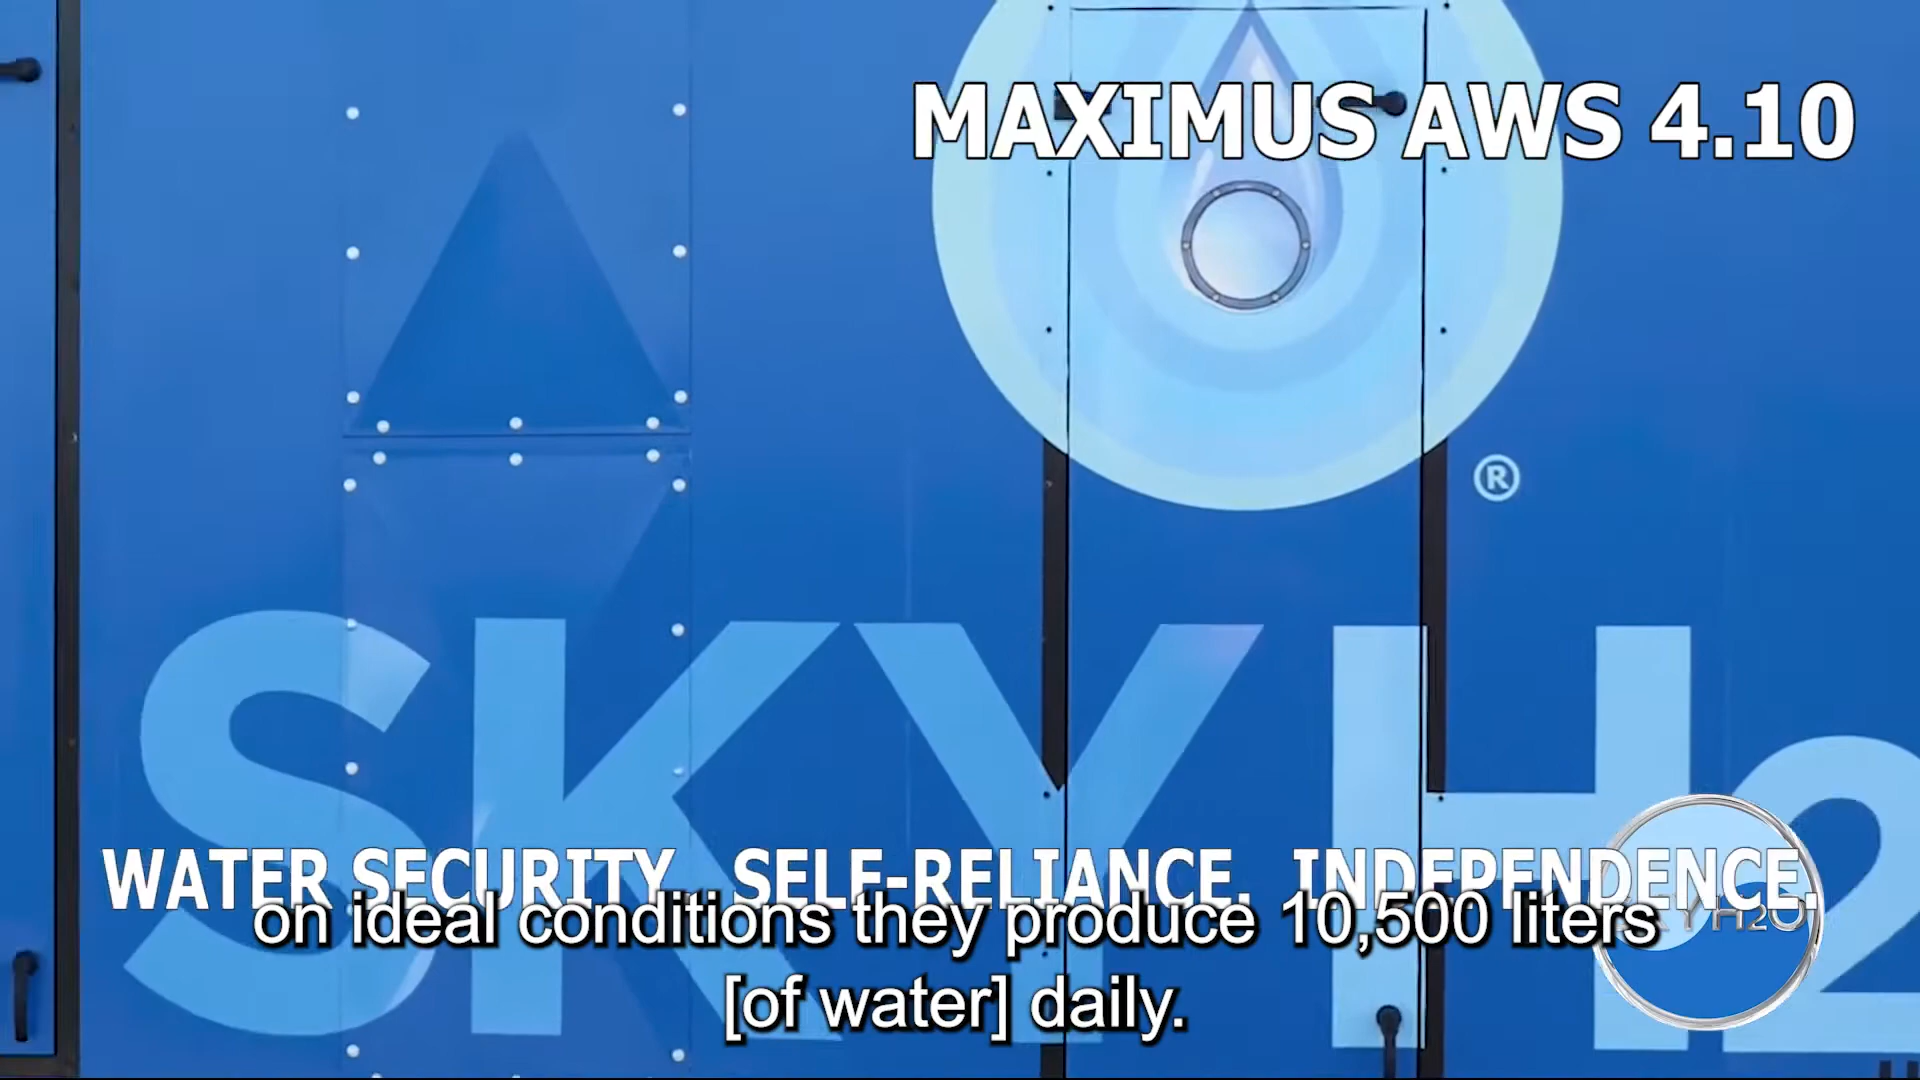 MAXIMUS AWS 4.10
®
SKYH2
WATER SECURITY. SELF-RELIANCE. INDEPENDENCE.
SKYH2O
on ideal conditions they produce 10,500 liters
[of water] daily.